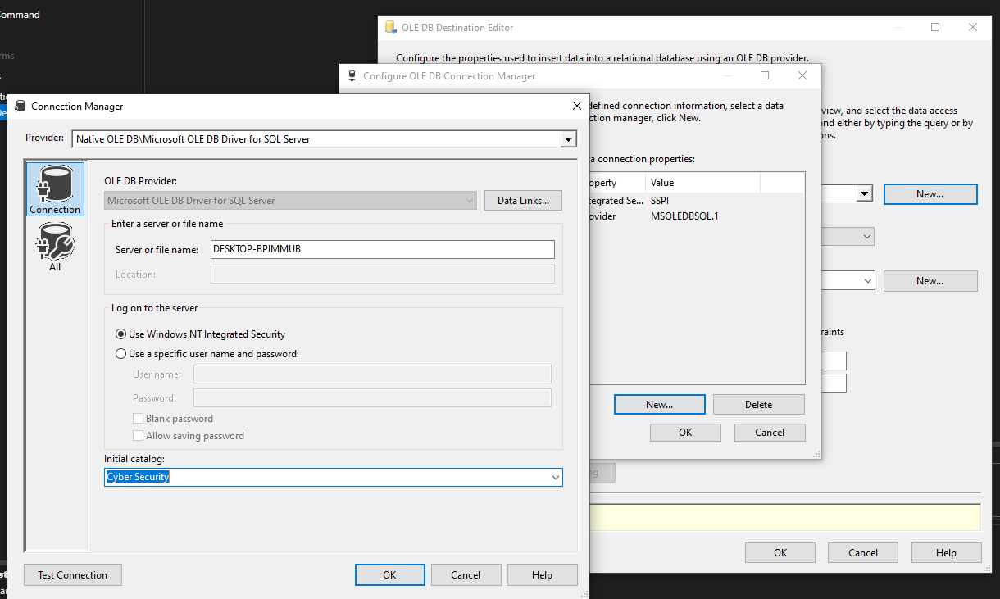 Command
OLE DB Destination Editor
Configure the properties used to insert data into a relational database using an OLE DB provider.
Configure OLE DB Connection Manager
defined connection information, select a data
ction manager, click New.
view, and select the data access
and either by typing the query or by
ons.
Connection Manager
Provider:
Native OLE DB\Microsoft OLE DB Driver for SQL Server
Connection
All
OLE DB Provider:
Microsoft OLE DB Driver for SQL Server
Data Links...
Enter a server or file name
Server or file name:
DESKTOP-BPJMMUB
Location:
Log on to the server
Use Windows NT Integrated Security
Use a specific user name and password:
User name:
Password:
Blank password
Allow saving password
Initial catalog:
Cyber Security
Test Connection
OK
Cancel
Help
a connection properties:
operty
Value
tegrated Se...
SSPI
ovider
MSOLEDBSQL.1
New...
Delete
OK
Cancel
New...
New...
raints
OK
Cancel
Help